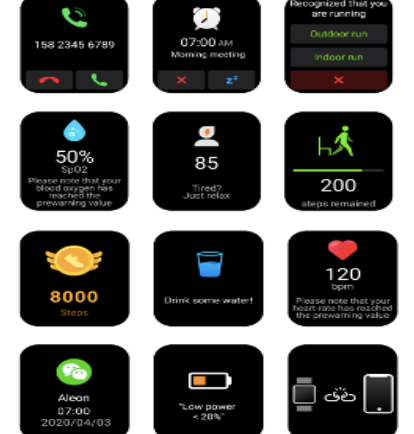 158 2345 6789
07:00 AM
Morning meeting
Recognized that you
are running
Outdoor run
Indoor run
50%
SpO2
Please note that your
blood oxygen has
reached the
prewarning value
85
Tired?
Just relax
200
steps remained
8000
Steps
Drink some water!
120
bpm
Please note that your
heart rate has reached
the prewarning value
Aleon
07:00
2020/04/03
"Low power
< 20%"